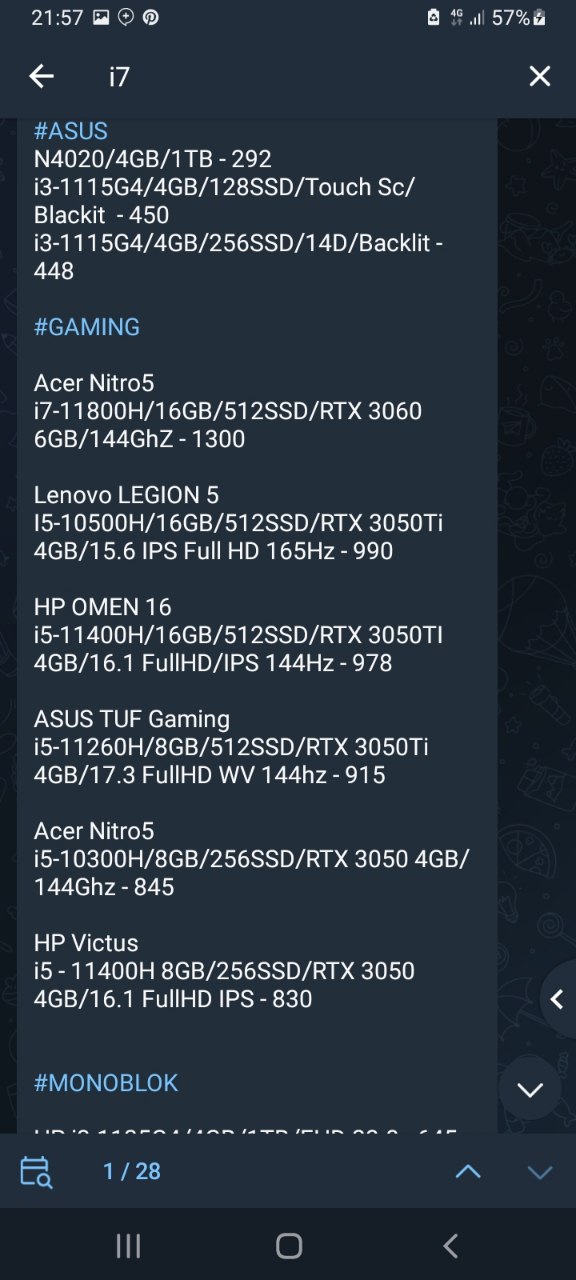 21:57
4G
57%
i7
#ASUS
N4020/4GB/1TB - 292
i3-1115G4/4GB/128SSD/Touch Sc/
Blackit  - 450
i3-1115G4/4GB/256SSD/14D/Backlit -
448
#GAMING
Acer Nitro5
i7-11800H/16GB/512SSD/RTX 3060
6GB/144GhZ - 1300
Lenovo LEGION 5
I5-10500H/16GB/512SSD/RTX 3050Ti
4GB/15.6 IPS Full HD 165Hz - 990
HP OMEN 16
i5-11400H/16GB/512SSD/RTX 3050TI
4GB/16.1 FullHD/IPS 144Hz - 978
ASUS TUF Gaming
i5-11260H/8GB/512SSD/RTX 3050Ti
4GB/17.3 FullHD WV 144hz - 915
Acer Nitro5
i5-10300H/8GB/256SSD/RTX 3050 4GB/
144Ghz - 845
HP Victus
i5 - 11400H 8GB/256SSD/RTX 3050
4GB/16.1 FullHD IPS - 830
#MONOBLOK
1 / 28